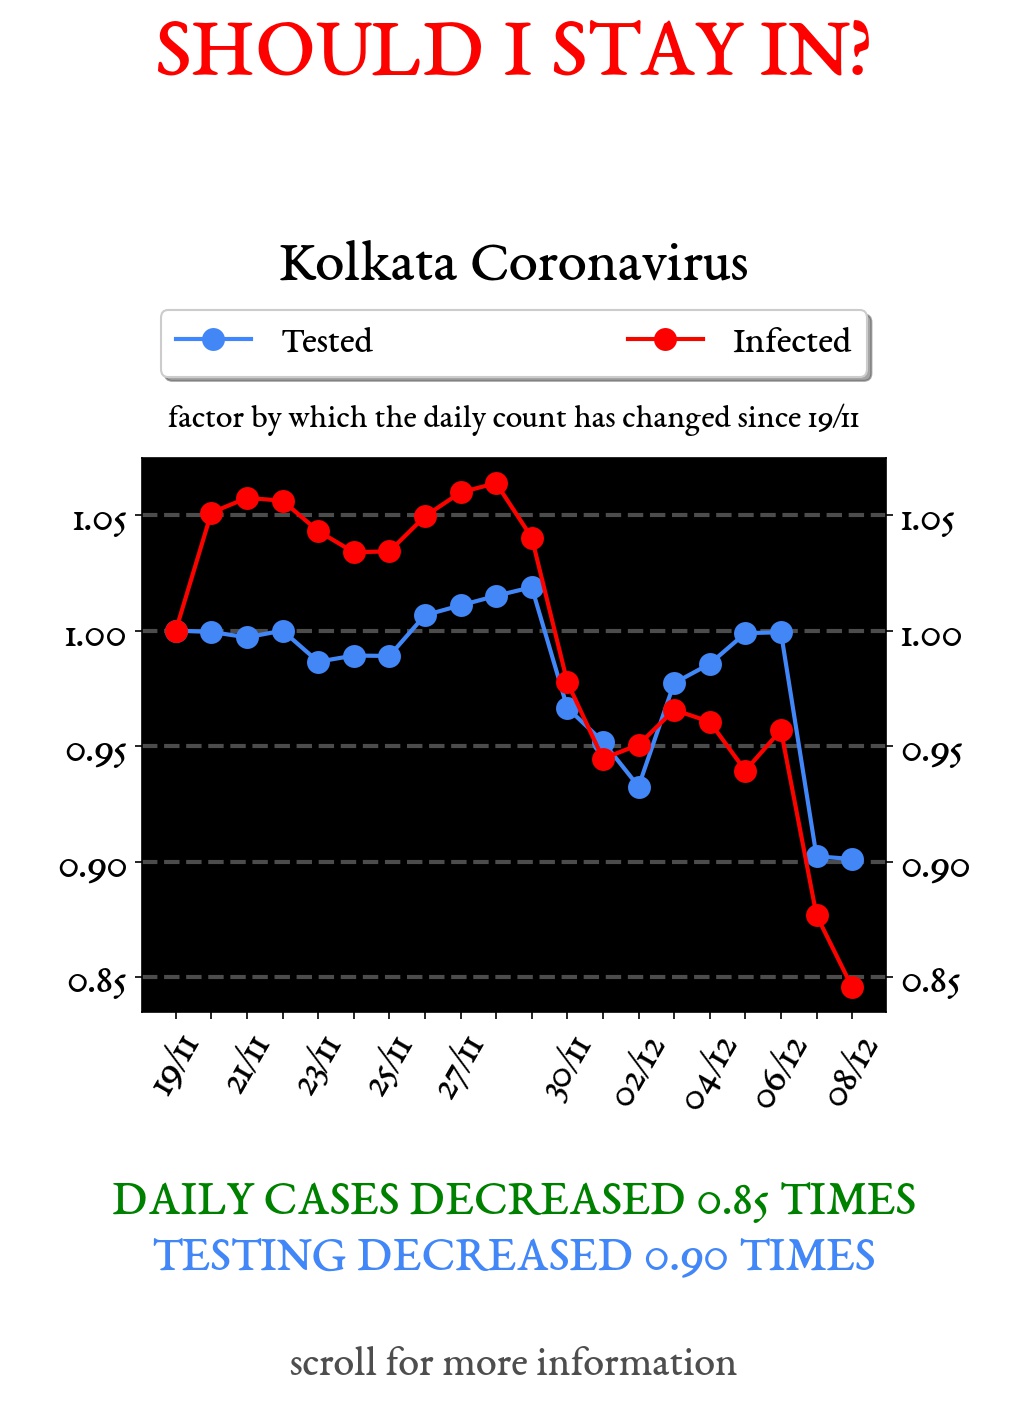 SHOULD I STAY IN?
Kolkata Coronavirus
Tested Infected
factor by which the daily count has changed since 19/11
1.05 1.05
1.00 1.00
0.95 0.95
0.90 0.90
0.85 0.85
19/11 21/11 23/11 25/11 27/11 30/11 02/12 04/12 06/12 08/12
DAILY CASES DECREASED 0.85 TIMES
TESTING DECREASED 0.90 TIMES
scroll for more information